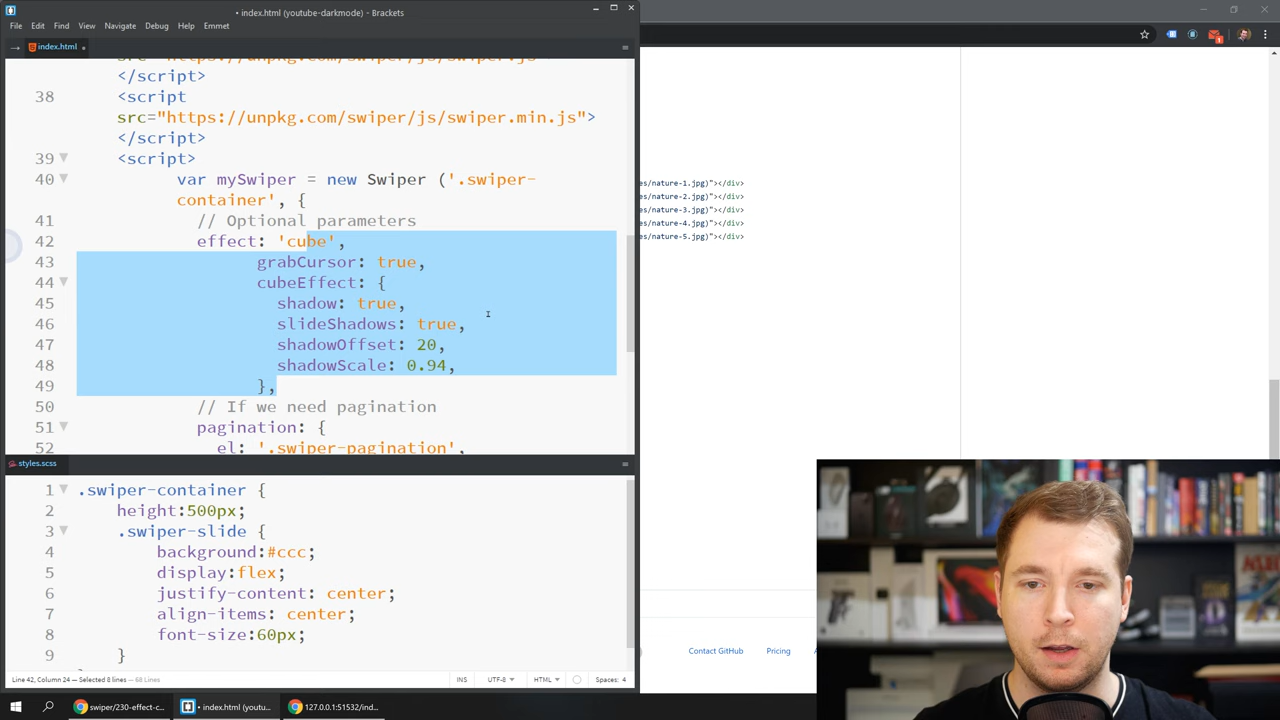 • index.html (youtube-darkmode) - Brackets
File Edit Find View Navigate Debug Help Emmet
index.html
</script>
38 <script
src="https://unpkg.com/swiper/js/swiper.min.js">
</script>
39 <script>
40 var mySwiper = new Swiper ('.swiper-
container', {
41 // Optional parameters
42 effect: 'cube',
43 grabCursor: true,
44 cubeEffect: {
45 shadow: true,
46 slideShadows: true,
47 shadowOffset: 20,
48 shadowScale: 0.94,
49 },
50 // If we need pagination
51 pagination: {
52 el: '.swiper-pagination',
es/nature-1.jpg)"></div>
es/nature-2.jpg)"></div>
es/nature-3.jpg)"></div>
es/nature-4.jpg)"></div>
es/nature-5.jpg)"></div>
styles.scss
1 .swiper-container {
2 height:500px;
3 .swiper-slide {
4 background:#ccc;
5 display:flex;
6 justify-content: center;
7 align-items: center;
8 font-size:60px;
9 }
Line 42, Column 24 — Selected 8 lines — 68 Lines
INS UTF-8 HTML Spaces: 4
Contact GitHub Pricing
swiper/230-effect-c...
• index.html (youtu...
127.0.0.1:51532/ind...